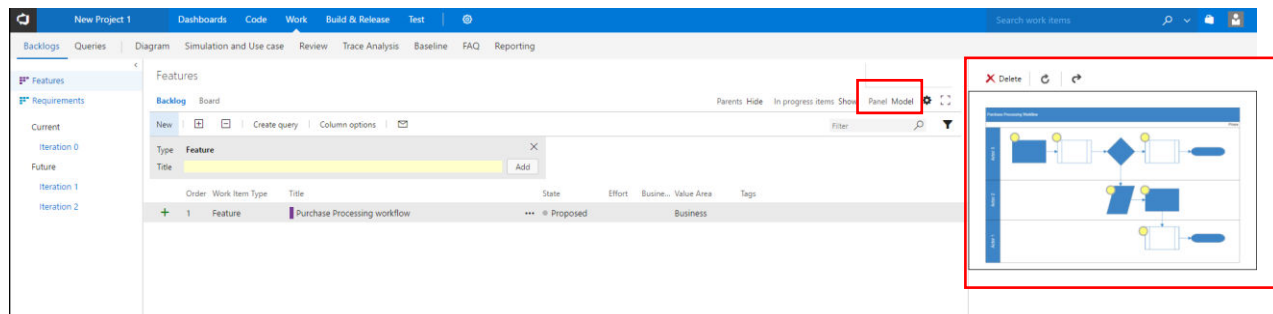 New Project 1 Dashboards Code Work Build & Release Test Search work items
Backlogs Queries Diagram Simulation and Use case Review Trace Analysis Baseline FAQ Reporting
Features
Requirements
Current
Iteration 0
Future
Iteration 1
Iteration 2
Features
Backlog Board Parents Hide In progress items Show Panel Model
New Create query Column options Filter
Type Feature
Title Add
Order Work Item Type Title State Effort Busine... Value Area Tags
1 Feature Purchase Processing workflow ... Proposed Business
Delete
Purchase Processing Workflow